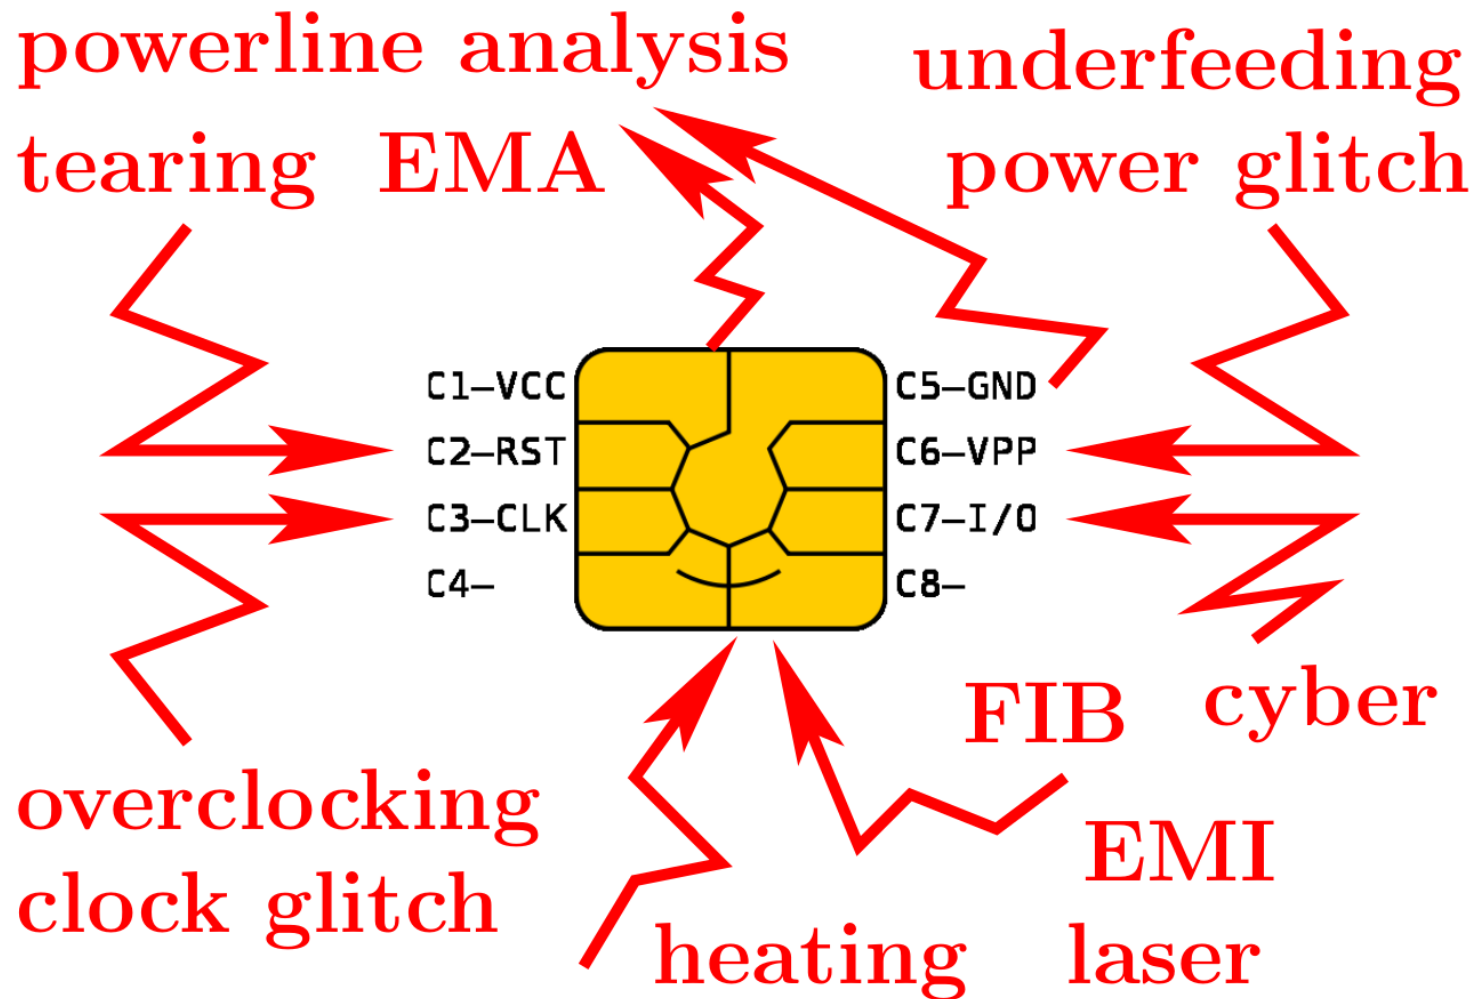 powerline analysis
underfeeding
tearing EMA
power glitch
C1–VCC
C5–GND
C2–RST
C6–VPP
C3–CLK
C7–I/O
C4–
C8–
FIB
cyber
overclocking
EMI
clock glitch
heating
laser